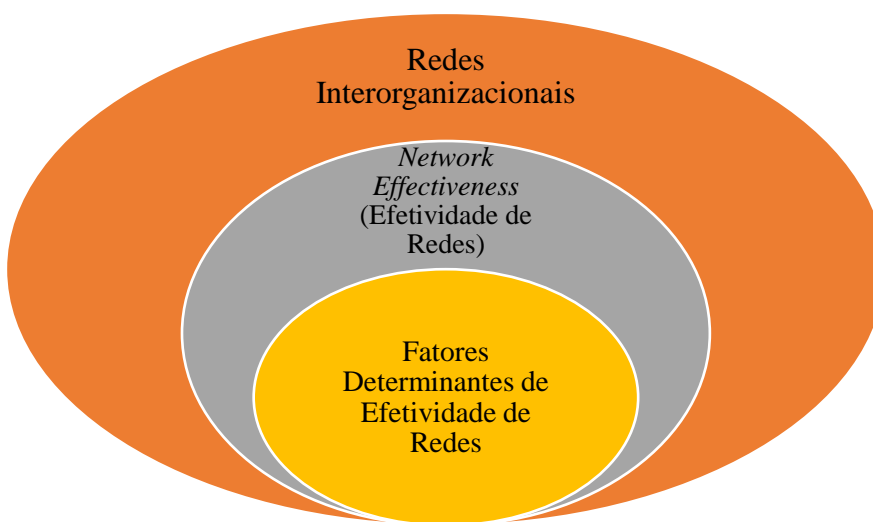 Redes
Interorganizacionais
Network
Effectiveness
(Efetividade de
Redes)
Fatores
Determinantes de
Efetividade de
Redes